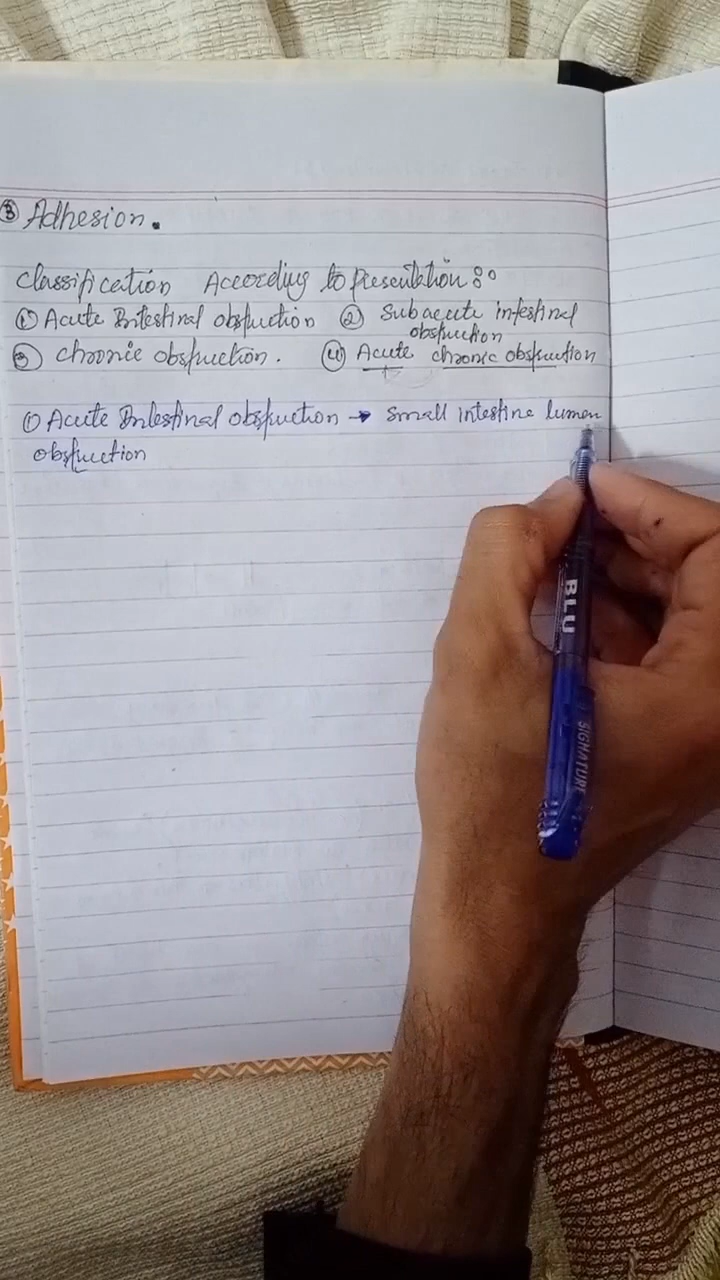 ③ Adhesion.
Classification According to presentation :-
① Acute Intestinal obstruction ② Subacute intestinal obstruction
③ chronic obstruction. ④ Acute chronic obstruction
① Acute Intestinal obstruction → Small intestine lumen
obstruction
BLU
SIGNATURE